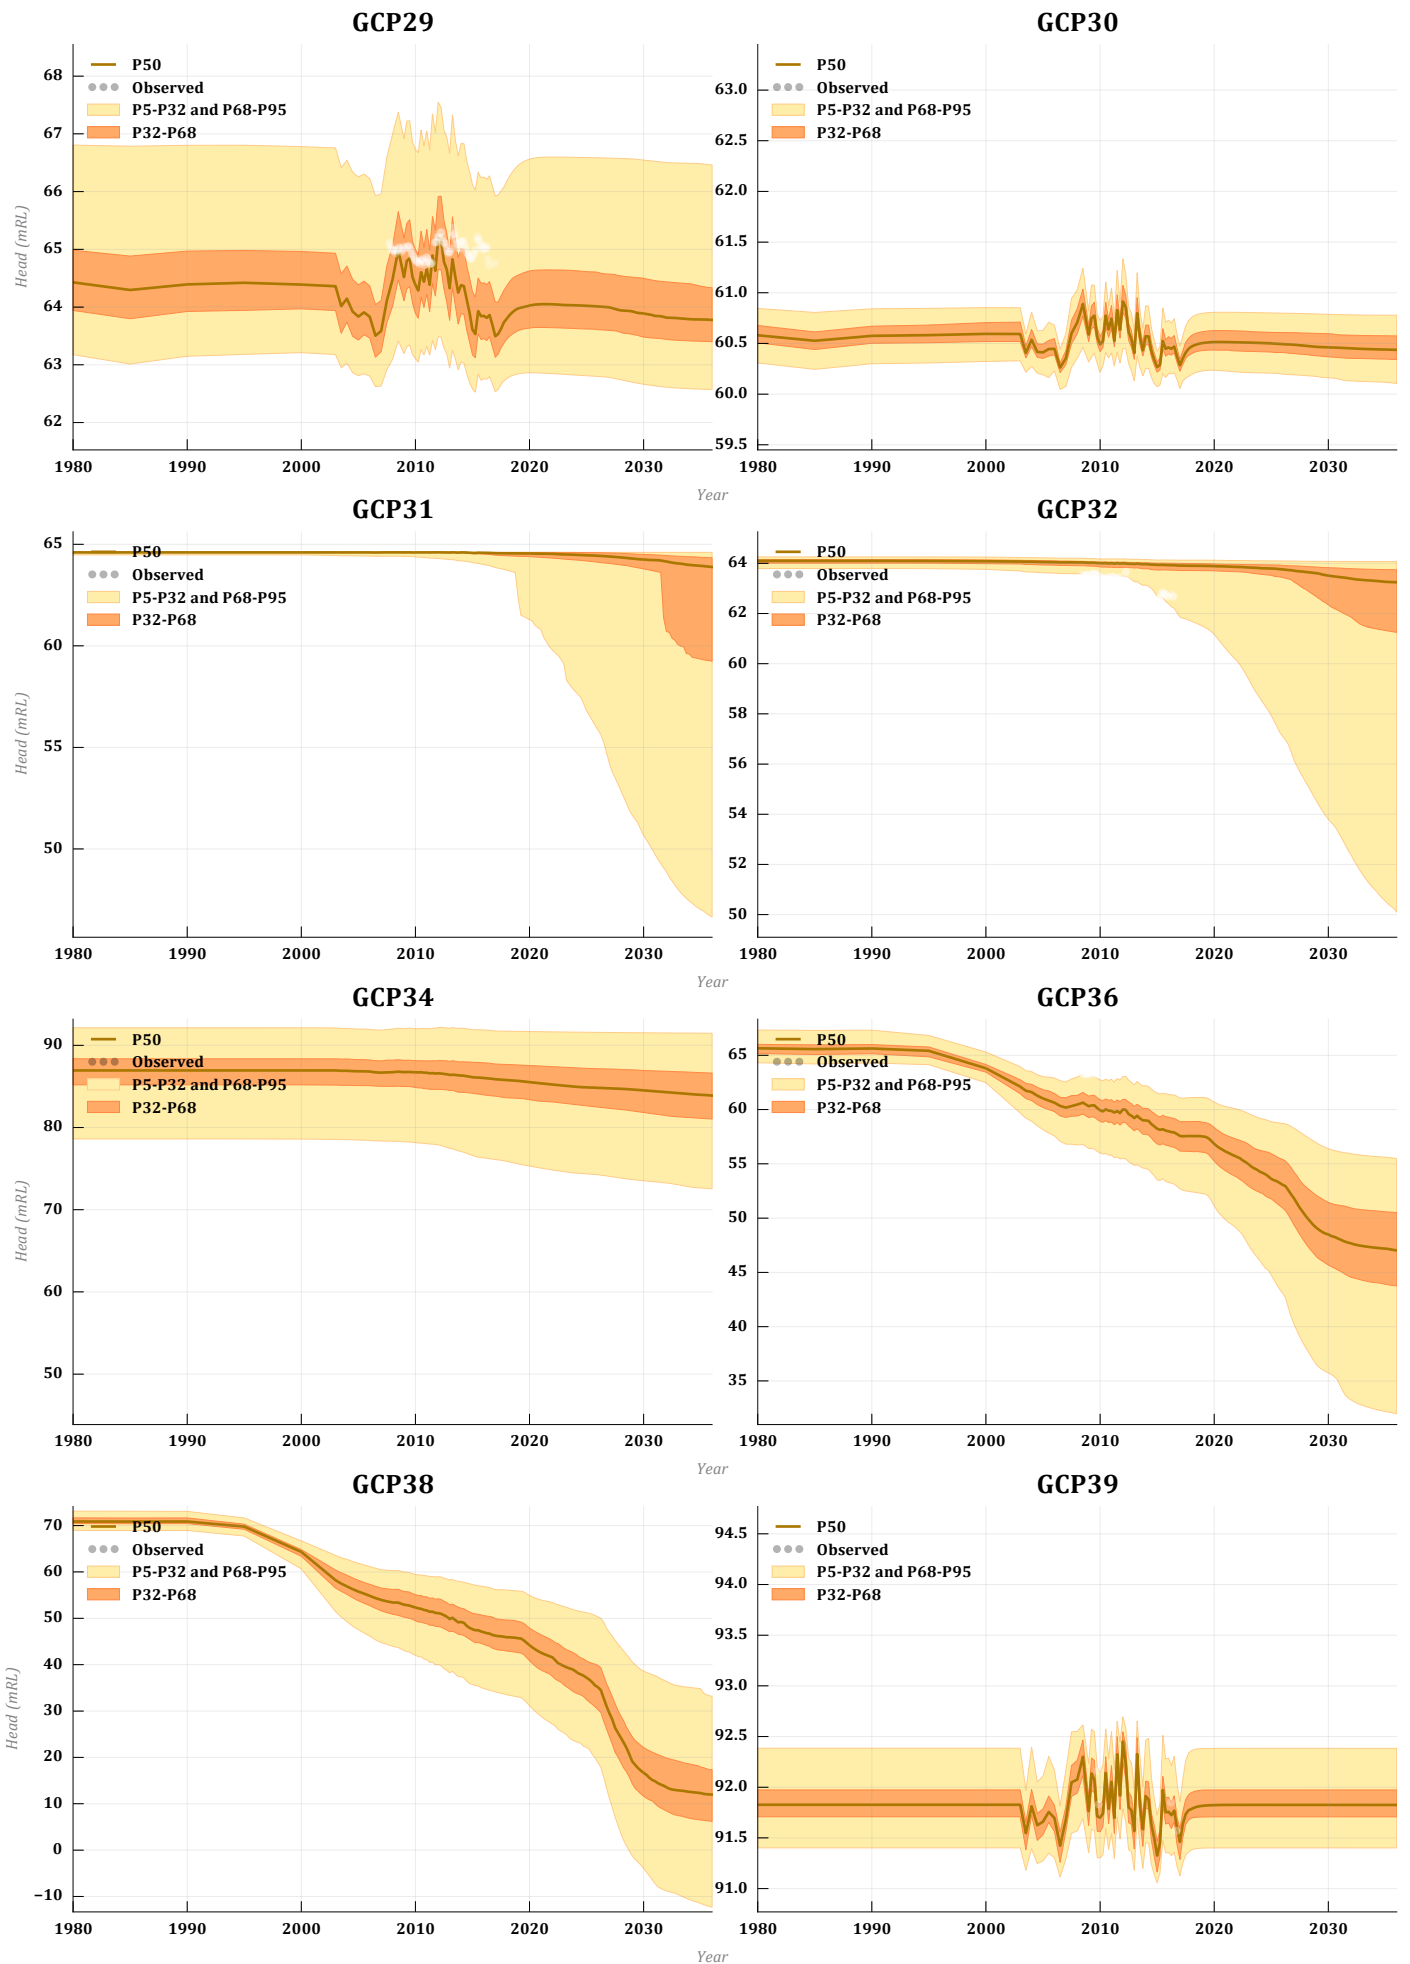 GCP29
GCP30
P50
Observed
P5-P32 and P68-P95
P32-P68
68
67
66
65
64
63
62
Head (mRL)
1980 1990 2000 2010 2020 2030
P50
Observed
P5-P32 and P68-P95
P32-P68
63.0
62.5
62.0
61.5
61.0
60.5
60.0
59.5
1980 1990 2000 2010 2020 2030
Year
GCP31
GCP32
P50
Observed
P5-P32 and P68-P95
P32-P68
65
60
55
50
Head (mRL)
1980 1990 2000 2010 2020 2030
P50
Observed
P5-P32 and P68-P95
P32-P68
64
62
60
58
56
54
52
50
1980 1990 2000 2010 2020 2030
Year
GCP34
GCP36
P50
Observed
P5-P32 and P68-P95
P32-P68
90
80
70
60
50
Head (mRL)
1980 1990 2000 2010 2020 2030
P50
Observed
P5-P32 and P68-P95
P32-P68
65
60
55
50
45
40
35
1980 1990 2000 2010 2020 2030
Year
GCP38
GCP39
P50
Observed
P5-P32 and P68-P95
P32-P68
70
60
50
40
30
20
10
0
−10
Head (mRL)
1980 1990 2000 2010 2020 2030
P50
Observed
P5-P32 and P68-P95
P32-P68
94.5
94.0
93.5
93.0
92.5
92.0
91.5
91.0
1980 1990 2000 2010 2020 2030
Year